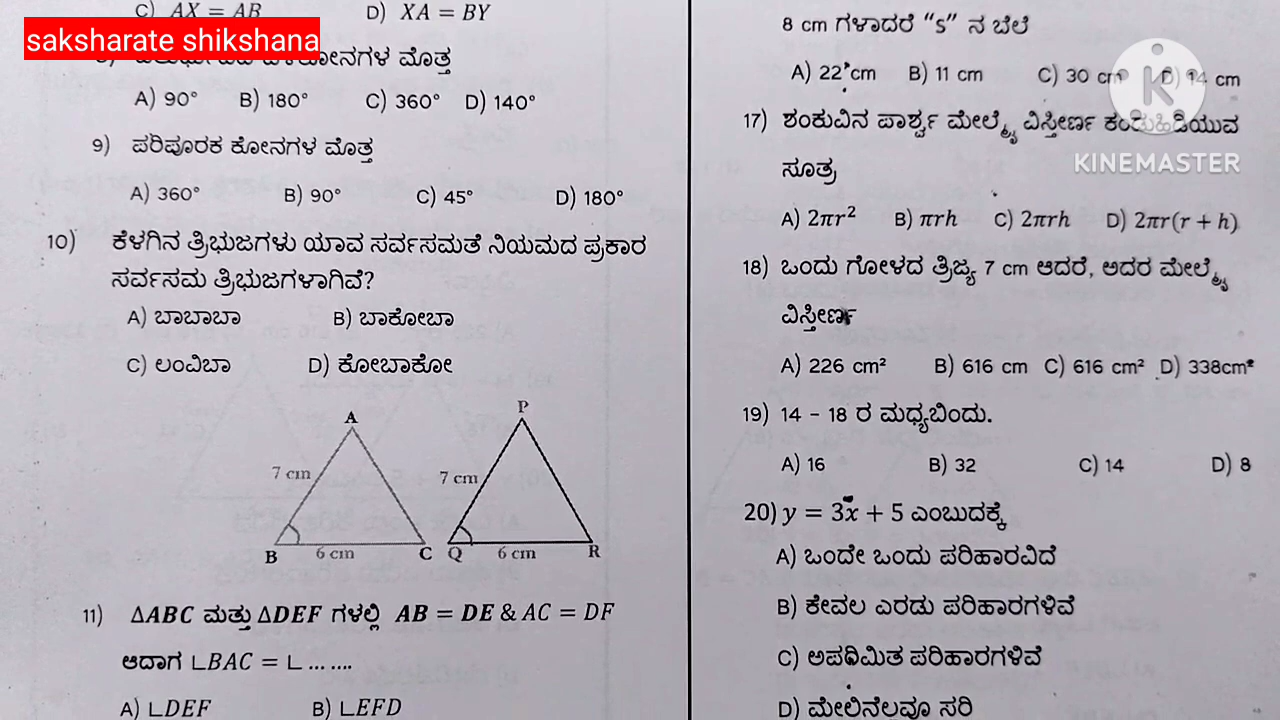 C) AX = AB D) XA = BY
saksharate shikshana
ಮೊತ್ತ
A) 90° B) 180° C) 360° D) 140°
9) ಪರಿಪೂರಕ ಕೋನಗಳ ಮೊತ್ತ
A) 360° B) 90° C) 45° D) 180°
10) ಕೆಳಗಿನ ತ್ರಿಭುಜಗಳು ಯಾವ ಸರ್ವಸಮತೆ ನಿಯಮದ ಪ್ರಕಾರ
ಸರ್ವಸಮ ತ್ರಿಭುಜಗಳಾಗಿವೆ?
A) ಬಾಬಾಬಾ B) ಬಾಕೋಬಾ
C) ಲಂವಿಬಾ D) ಕೋಬಾಕೋ
A P
7 cm 7 cm
B 6 cm C Q 6 cm R
11) ΔABC ಮತ್ತು ΔDEF ಗಳಲ್ಲಿ AB = DE & AC = DF
ಆದಾಗ ∟BAC = ∟ … ….
A) ∟DEF B) ∟EFD
8 cm ಗಳಾದರೆ “s” ನ ಬೆಲೆ
A) 22 cm B) 11 cm C) 30 cm D) 14 cm
17) ಶಂಕುವಿನ ಪಾರ್ಶ್ವ ಮೇಲ್ಮೈ ವಿಸ್ತೀರ್ಣ ಕಂಡುಹಿಡಿಯುವ
ಸೂತ್ರ
A) 2πr² B) πrh C) 2πrh D) 2πr(r + h)
18) ಒಂದು ಗೋಳದ ತ್ರಿಜ್ಯ 7 cm ಆದರೆ, ಅದರ ಮೇಲ್ಮೈ
ವಿಸ್ತೀರ್ಣ
A) 226 cm² B) 616 cm C) 616 cm² D) 338cm²
19) 14 - 18 ರ ಮಧ್ಯಬಿಂದು.
A) 16 B) 32 C) 14 D) 8
20) y = 3x + 5 ಎಂಬುದಕ್ಕೆ
A) ಒಂದೇ ಒಂದು ಪರಿಹಾರವಿದೆ
B) ಕೇವಲ ಎರಡು ಪರಿಹಾರಗಳಿವೆ
C) ಅಪರಿಮಿತ ಪರಿಹಾರಗಳಿವೆ
D) ಮೇಲಿನೆಲ್ಲವೂ ಸರಿ
K
KINEMASTER